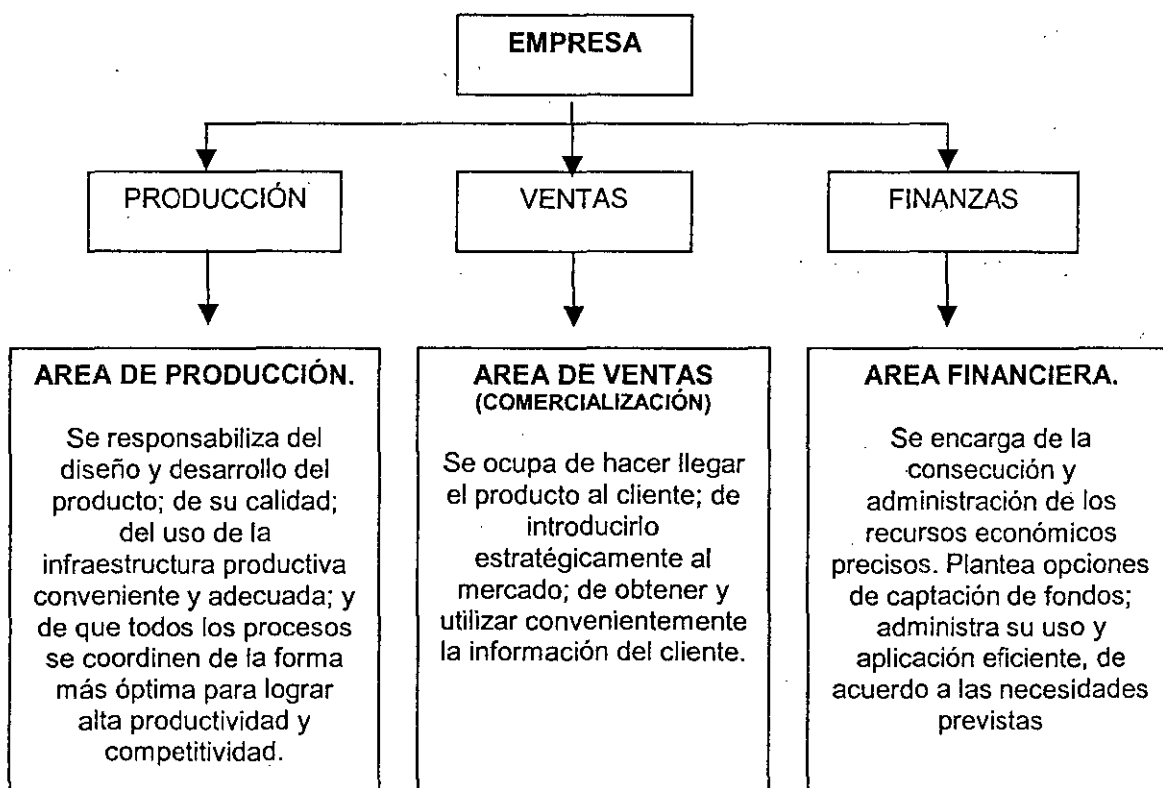 EMPRESA
PRODUCCIÓN
VENTAS
FINANZAS
AREA DE PRODUCCIÓN.
Se responsabiliza del
diseño y desarrollo del
producto; de su calidad;
del uso de la
infraestructura productiva
conveniente y adecuada; y
de que todos los procesos
se coordinen de la forma
más óptima para lograr
alta productividad y
competitividad.
AREA DE VENTAS
(COMERCIALIZACIÓN)
Se ocupa de hacer llegar
el producto al cliente; de
introducirlo
estratégicamente al
mercado; de obtener y
utilizar convenientemente
la información del cliente.
AREA FINANCIERA.
Se encarga de la
consecución y
administración de los
recursos económicos
precisos. Plantea opciones
de captación de fondos;
administra su uso y
aplicación eficiente, de
acuerdo a las necesidades
previstas